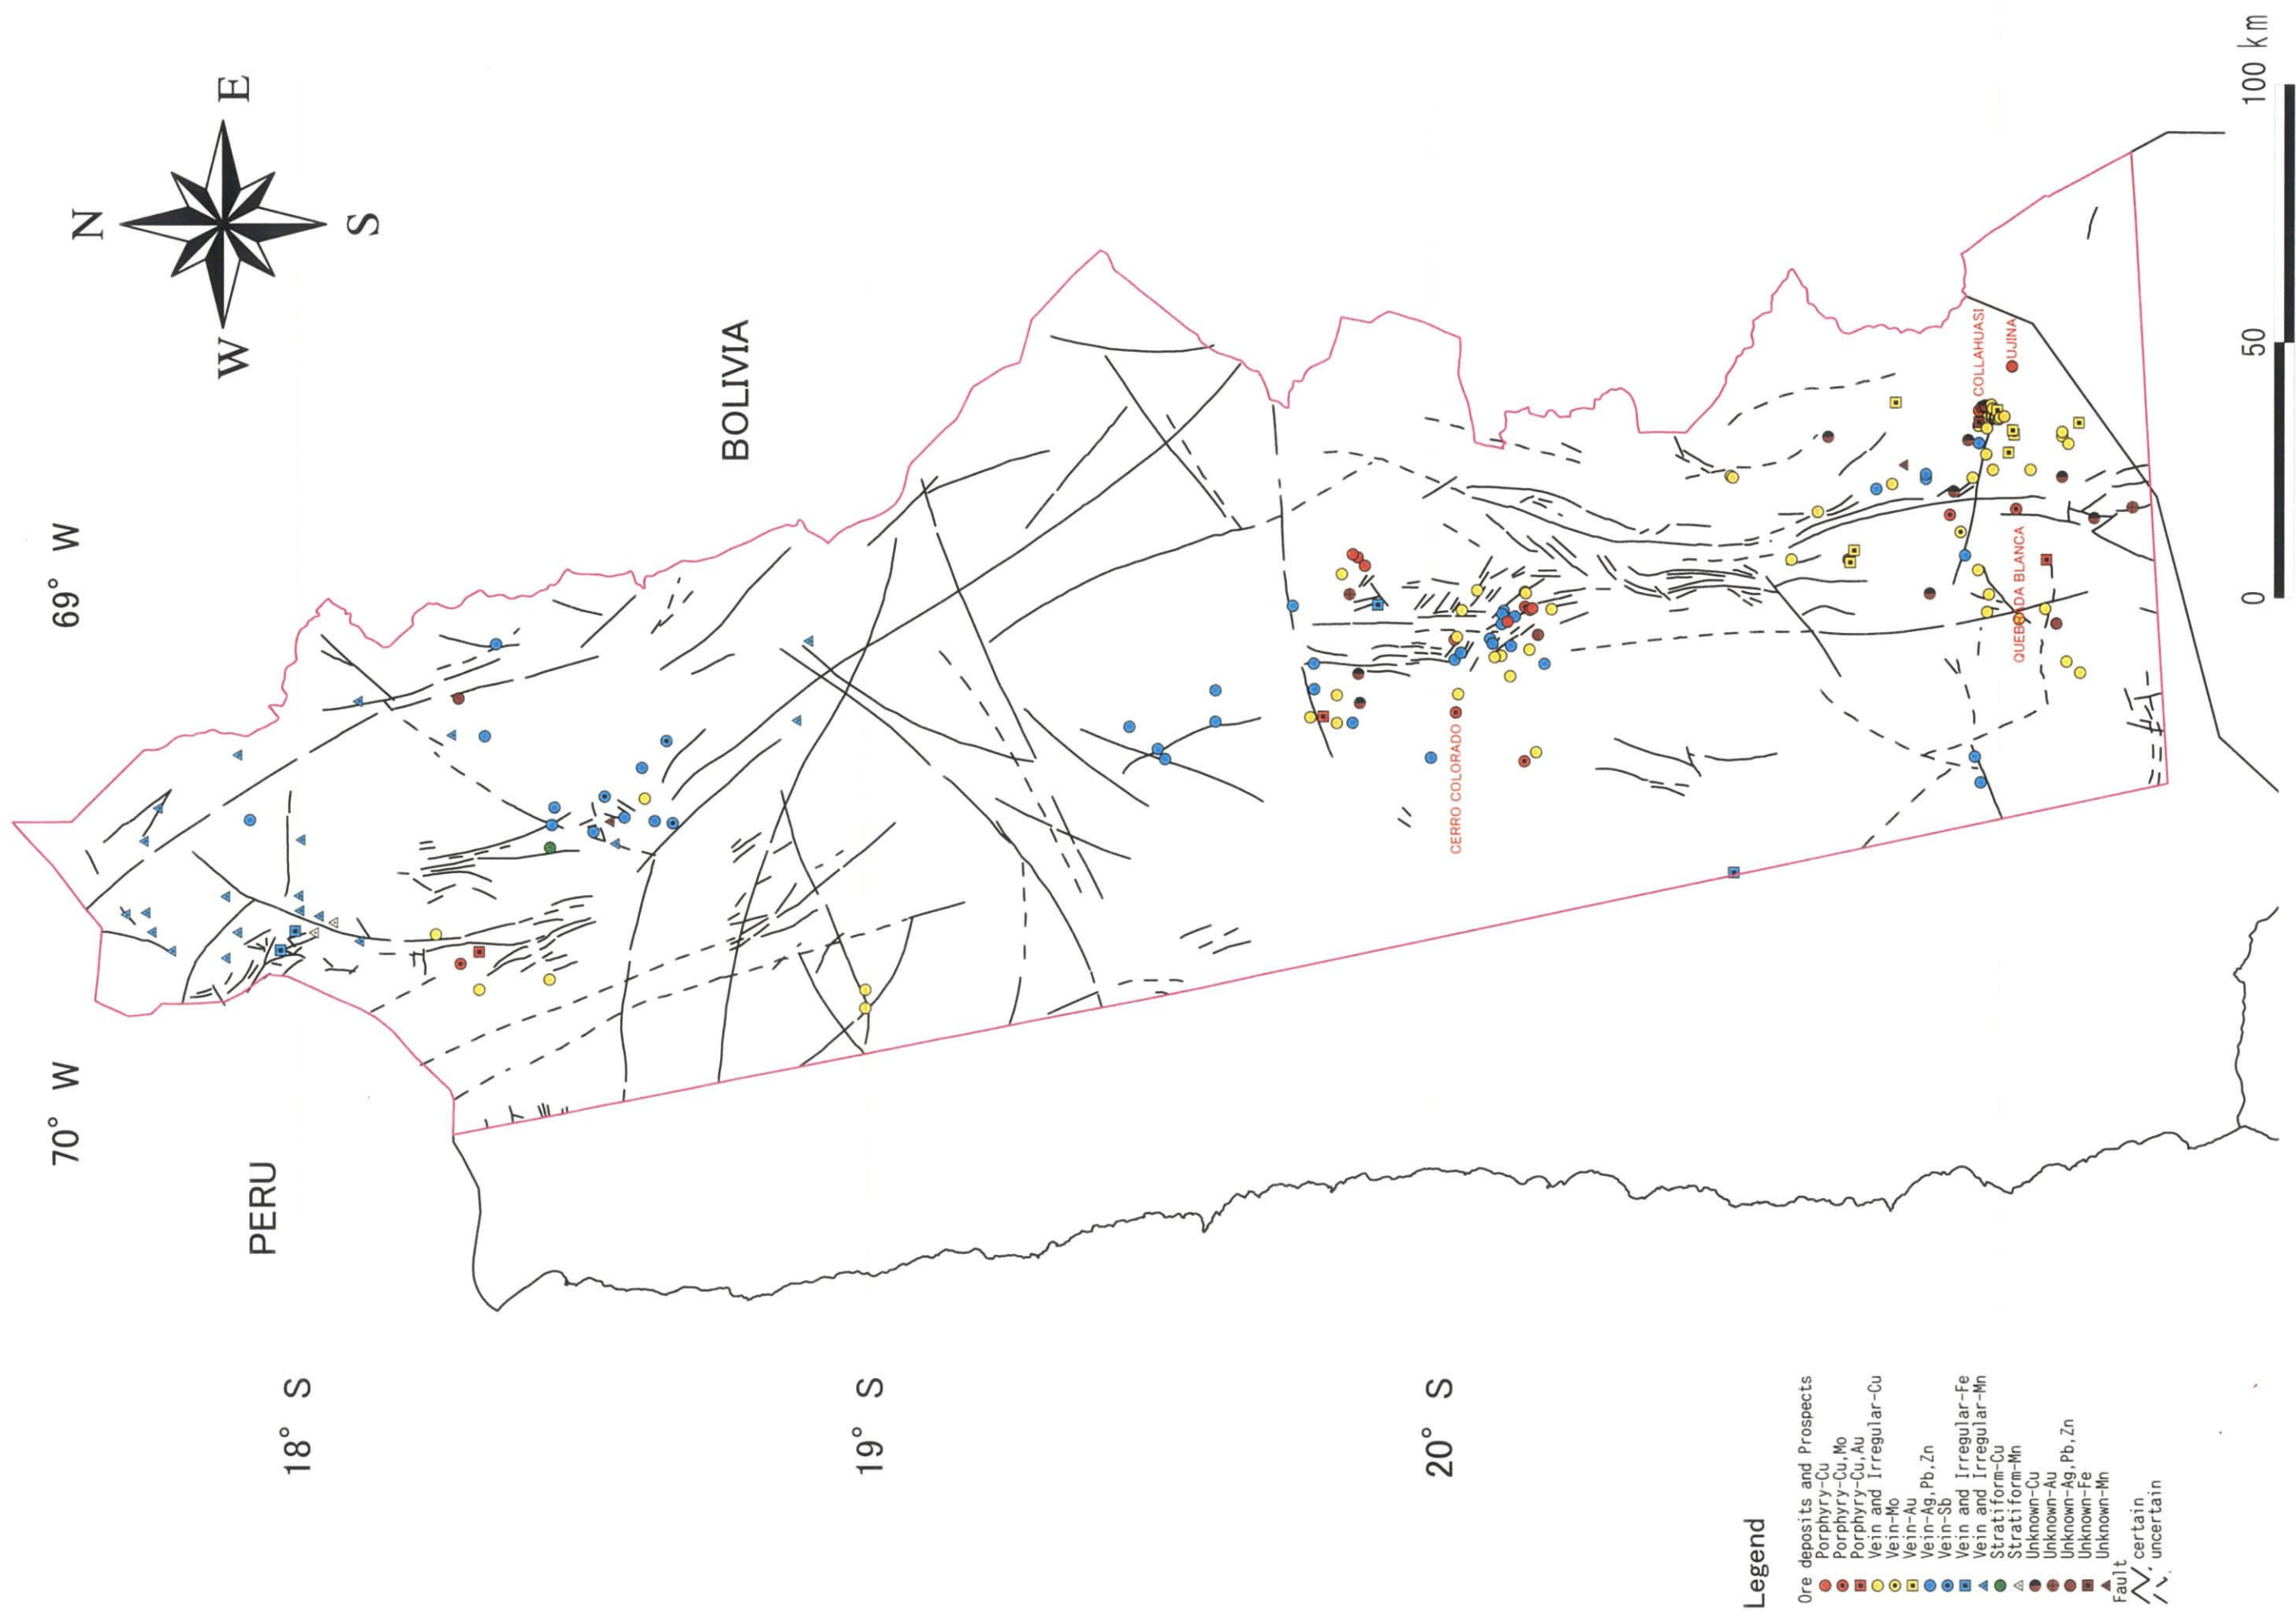 N
W
E
S
69° W
70° W
PERU
BOLIVIA
18° S
19° S
20° S
CERRO COLORADO
COLLAHUASI
UJINA
QUEBRADA BLANCA
0
50
100 km
Legend
Ore deposits and Prospects
Porphyry-Cu
Porphyry-Cu,Mo
Porphyry-Cu,Au
Vein and Irregular-Cu
Vein-Mo
Vein-Au
Vein-Ag,Pb,Zn
Vein-Sb
Vein and Irregular-Fe
Vein and Irregular-Mn
Stratiform-Cu
Stratiform-Mn
Unknown-Cu
Unknown-Au
Unknown-Ag,Pb,Zn
Unknown-Fe
Unknown-Mn
Fault
certain
uncertain